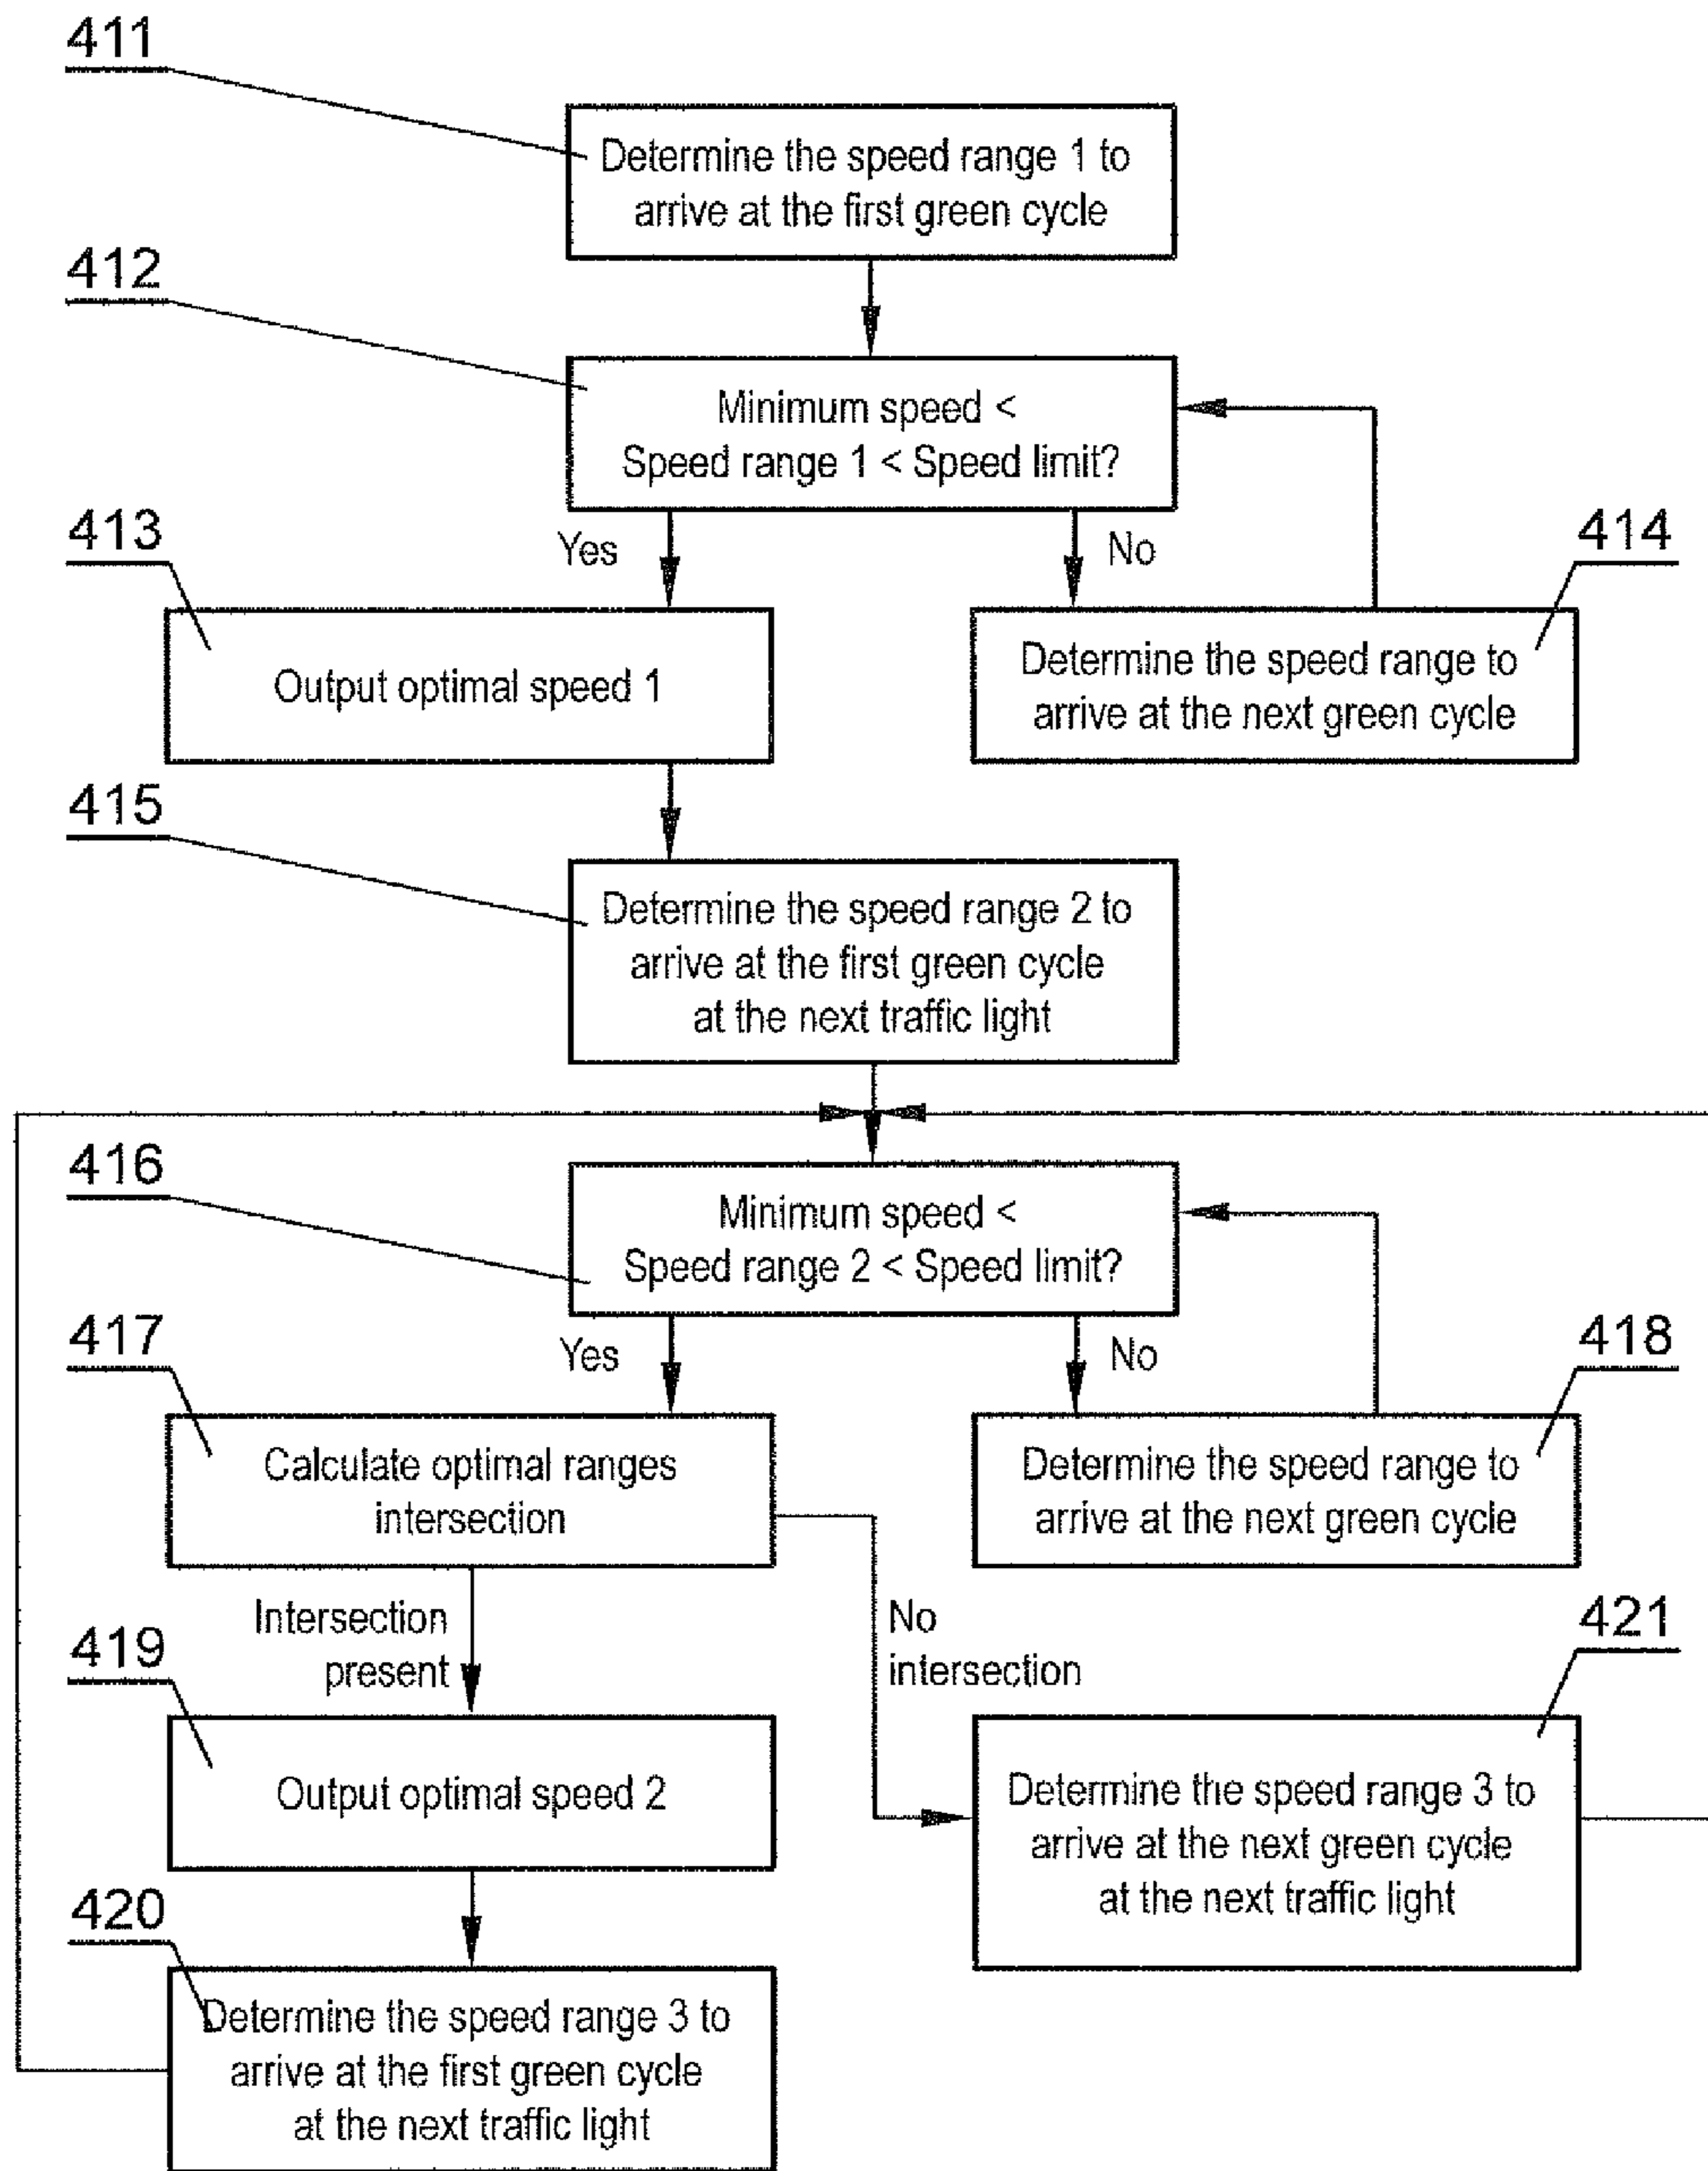 411
Determine the speed range 1 to
arrive at the first green cycle
412
Minimum speed <
Speed range 1 < Speed limit?
Yes
No
413
Output optimal speed 1
414
Determine the speed range to
arrive at the next green cycle
415
Determine the speed range 2 to
arrive at the first green cycle
at the next traffic light
416
Minimum speed <
Speed range 2 < Speed limit?
Yes
No
417
Calculate optimal ranges
intersection
418
Determine the speed range to
arrive at the next green cycle
Intersection
present
No
intersection
419
Output optimal speed 2
421
Determine the speed range 3 to
arrive at the next green cycle
at the next traffic light
420
Determine the speed range 3 to
arrive at the first green cycle
at the next traffic light